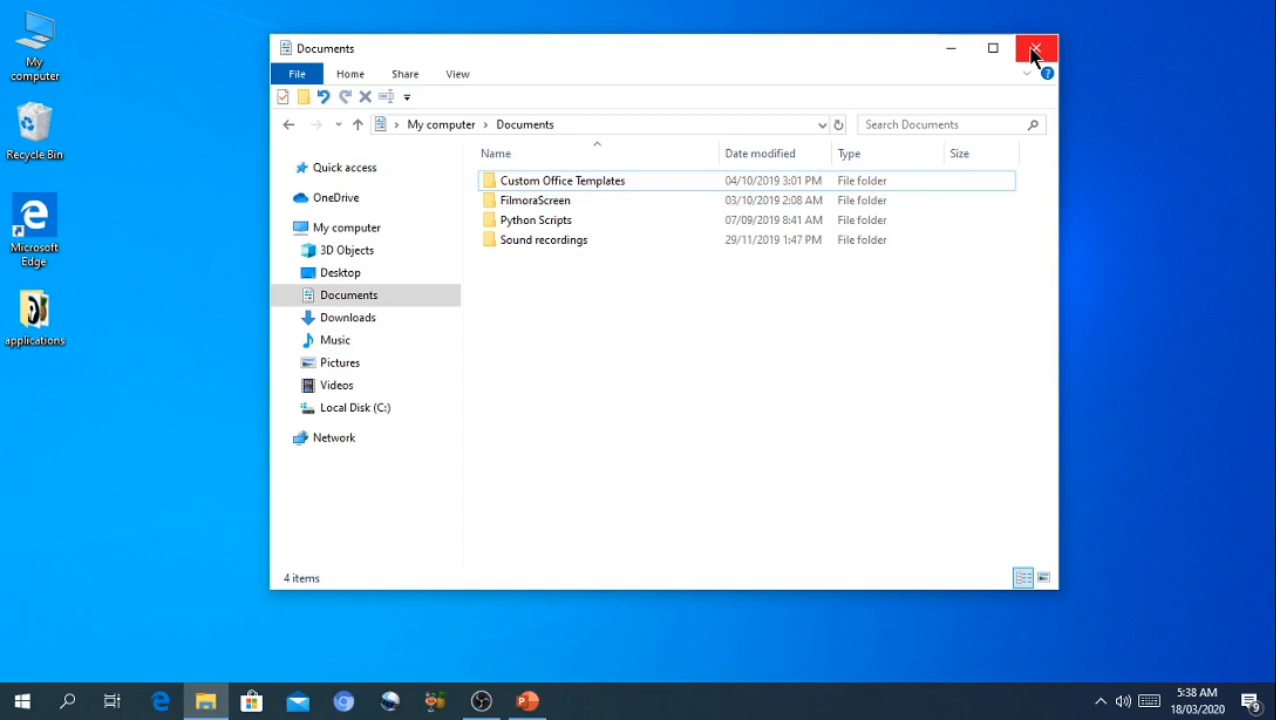 My
computer
Recycle Bin
Microsoft
Edge
applications
Documents
File Home Share View
My computer Documents
Search Documents
Quick access
OneDrive
My computer
3D Objects
Desktop
Documents
Downloads
Music
Pictures
Videos
Local Disk (C:)
Network
Name Date modified Type Size
Custom Office Templates 04/10/2019 3:01 PM File folder
FilmoraScreen 03/10/2019 2:08 AM File folder
Python Scripts 07/09/2019 8:41 AM File folder
Sound recordings 29/11/2019 1:47 PM File folder
4 items
5:38 AM
18/03/2020
9